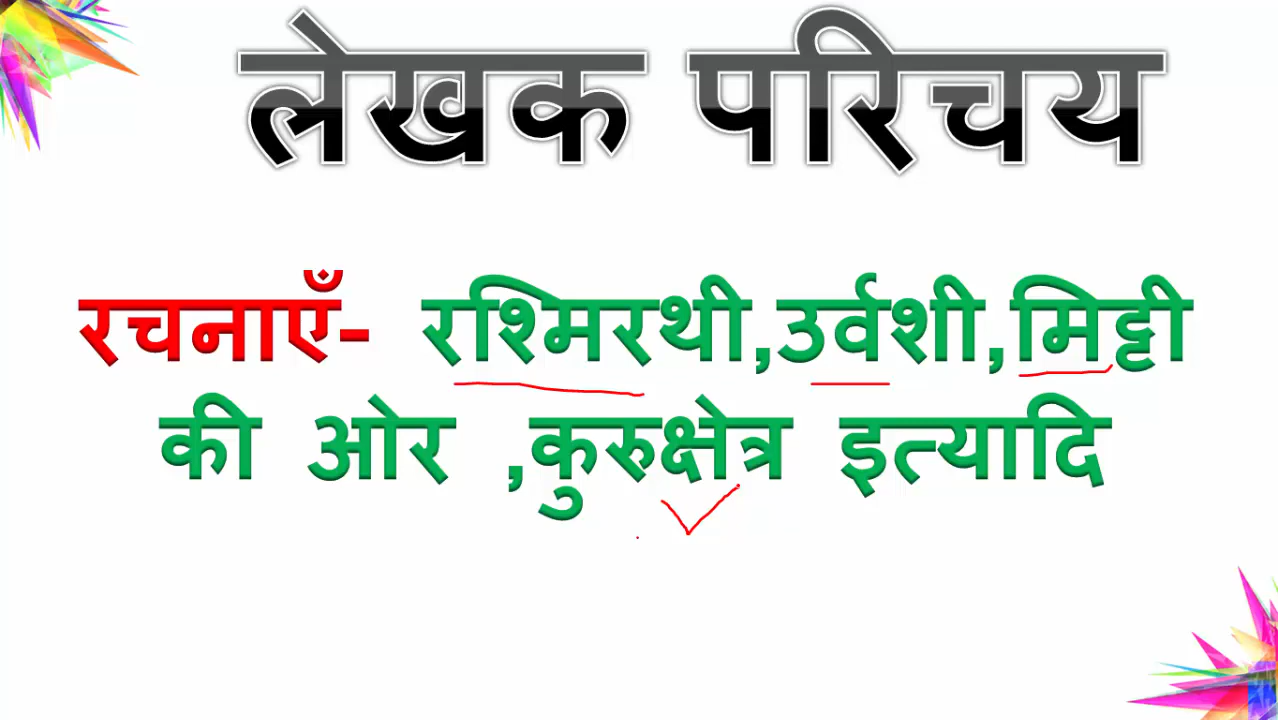 लेखक परिचय
रचनाएँ- रश्मिरथी,उर्वशी,मिट्टी
की ओर ,कुरुक्षेत्र इत्यादि